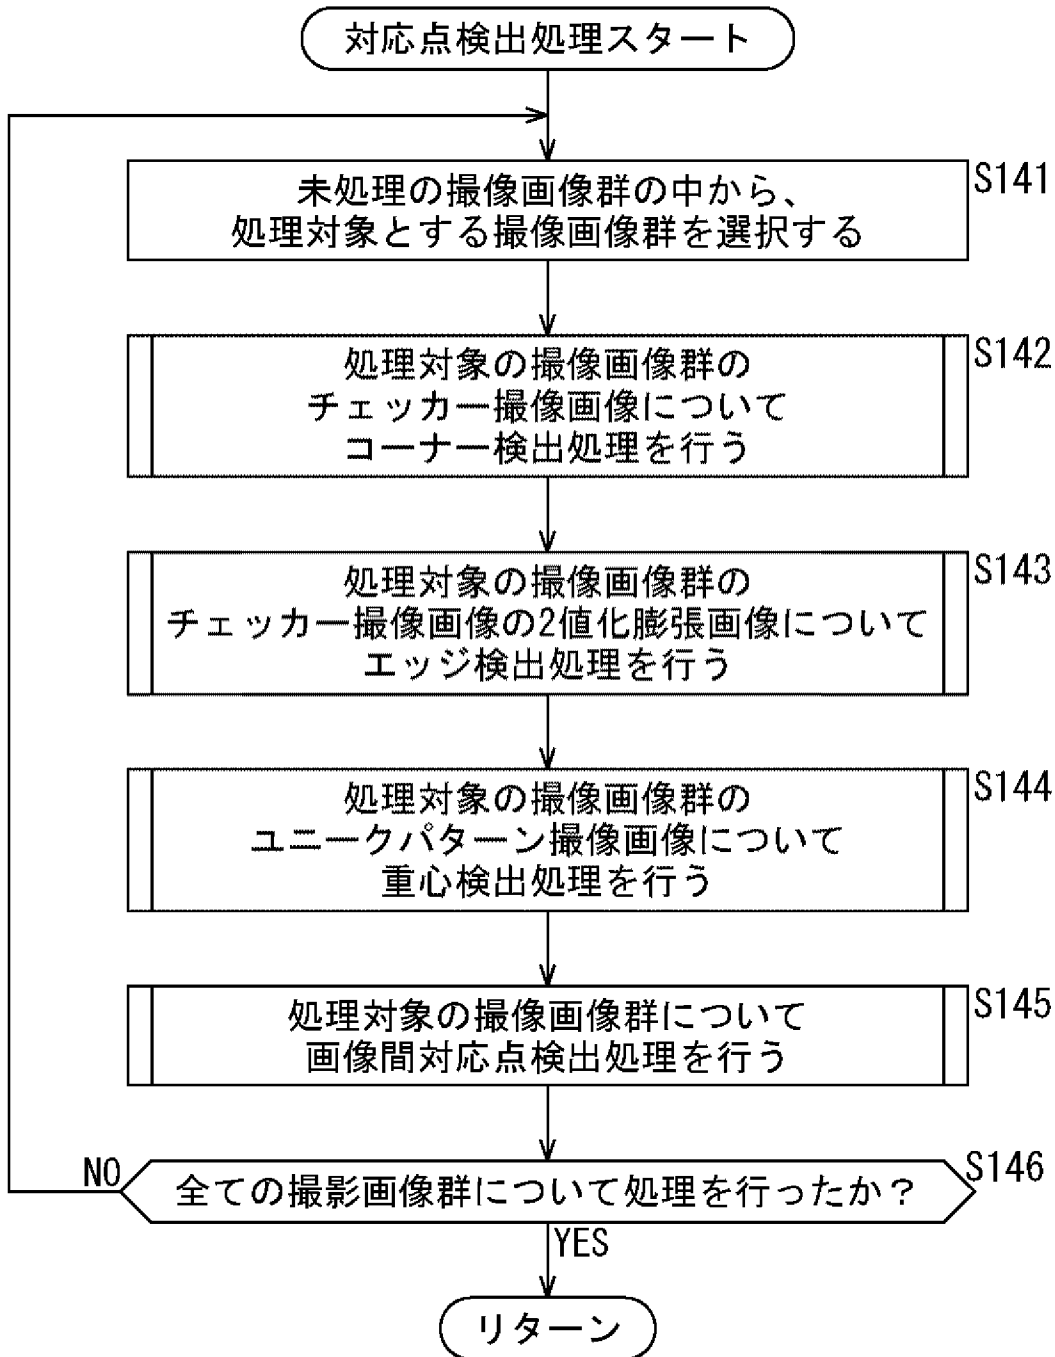 対応点検出処理スタート
未処理の撮像画像群の中から、
処理対象とする撮像画像群を選択する
S141
処理対象の撮像画像群の
チェッカー撮像画像について
コーナー検出処理を行う
S142
処理対象の撮像画像群の
チェッカー撮像画像の2値化膨張画像について
エッジ検出処理を行う
S143
処理対象の撮像画像群の
ユニークパターン撮像画像について
重心検出処理を行う
S144
処理対象の撮像画像群について
画像間対応点検出処理を行う
S145
全ての撮影画像群について処理を行ったか？
S146
NO
YES
リターン